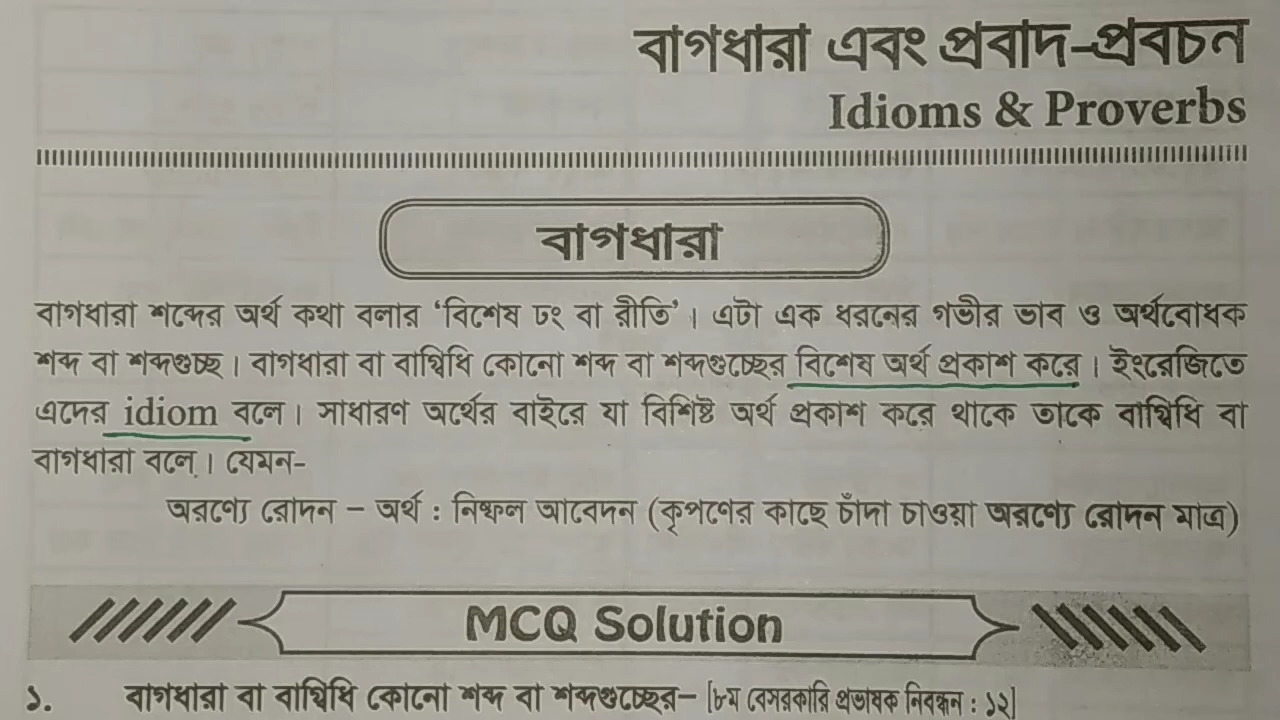 বাগধারা এবং প্রবাদ-প্রবচন
Idioms & Proverbs
বাগধারা
বাগধারা শব্দের অর্থ কথা বলার ‘বিশেষ ঢং বা রীতি’। এটা এক ধরনের গভীর ভাব ও অর্থবোধক
শব্দ বা শব্দগুচ্ছ। বাগধারা বা বাগ্বিধি কোনো শব্দ বা শব্দগুচ্ছের বিশেষ অর্থ প্রকাশ করে। ইংরেজিতে
এদের idiom বলে। সাধারণ অর্থের বাইরে যা বিশিষ্ট অর্থ প্রকাশ করে থাকে তাকে বাগ্বিধি বা
বাগধারা বলে। যেমন-
অরণ্যে রোদন – অর্থ : নিষ্ফল আবেদন (কৃপণের কাছে চাঁদা চাওয়া অরণ্যে রোদন মাত্র)
MCQ Solution
১. বাগধারা বা বাগ্বিধি কোনো শব্দ বা শব্দগুচ্ছের– [৮ম বেসরকারি প্রভাষক নিবন্ধন : ১২]